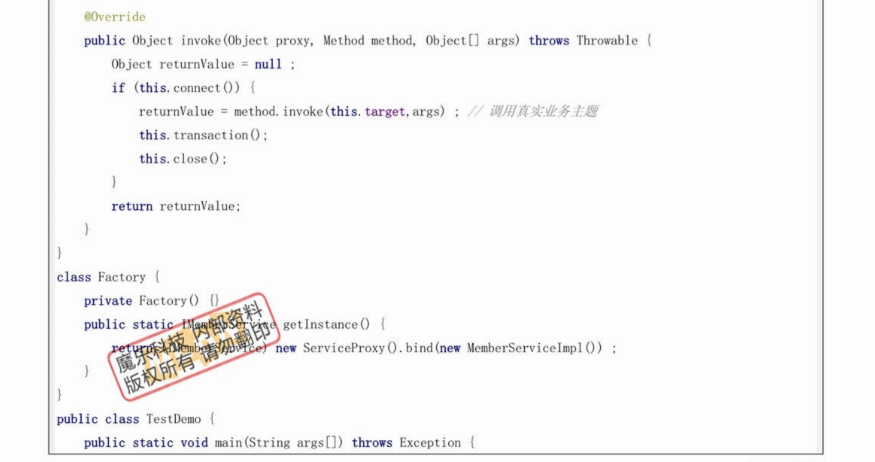 @Override
public Object invoke(Object proxy, Method method, Object[] args) throws Throwable {
Object returnValue = null ;
if (this.connect()) {
returnValue = method.invoke(this.target,args) ; // 调用真实业务主题
this.transaction();
this.close();
}
return returnValue;
}
}
class Factory {
private Factory() {}
public static IMemberService getInstance() {
return (IMemberService) new ServiceProxy().bind(new MemberServiceImpl()) ;
}
}
public class TestDemo {
public static void main(String args[]) throws Exception {
魔乐科技 内部资料
版权所有 请勿翻印